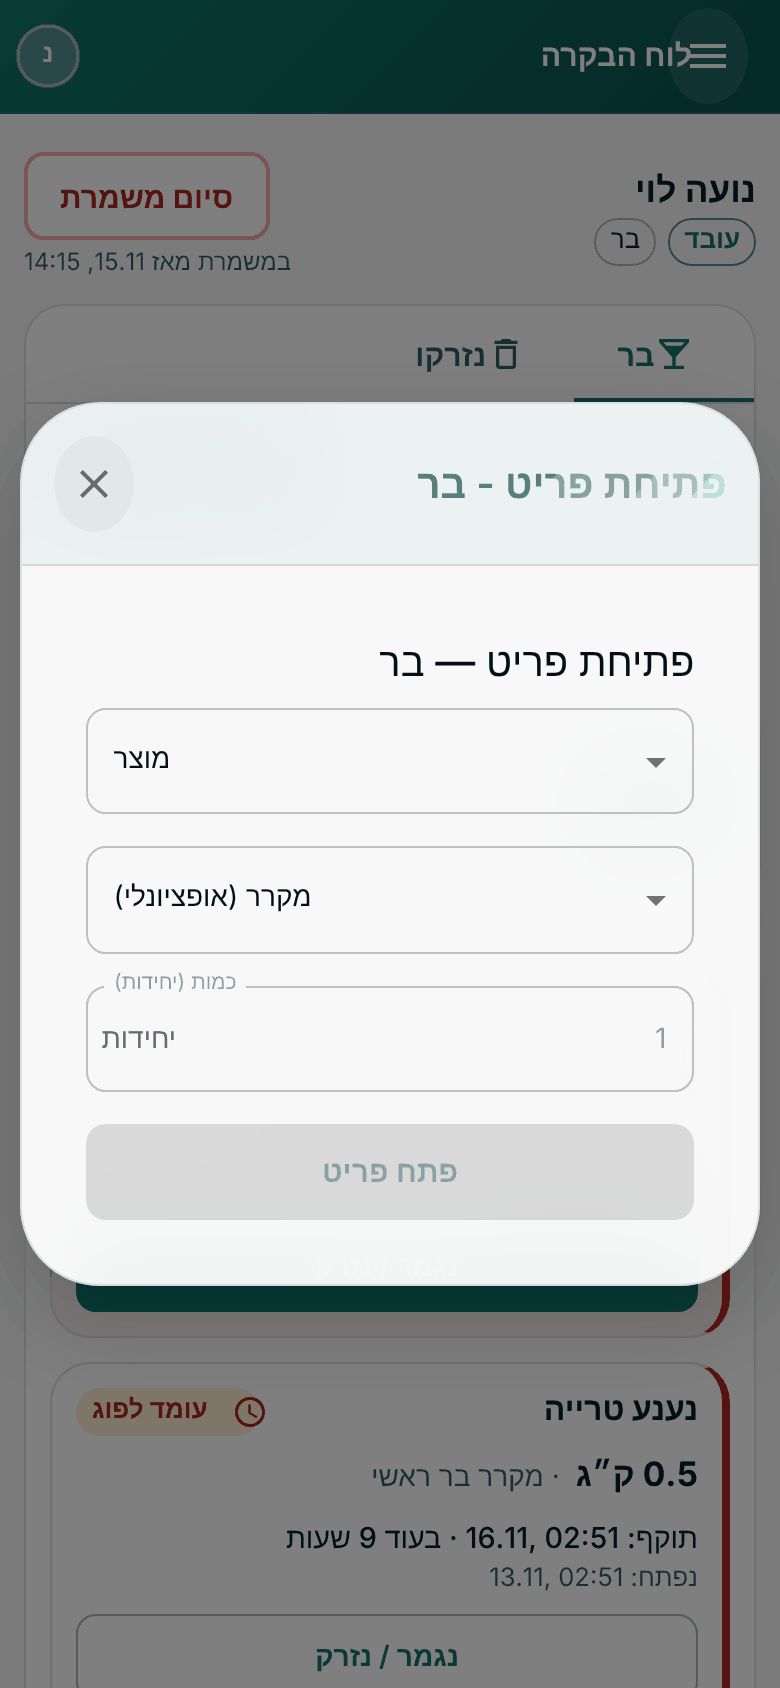 לוח הבקרה
נ
נועה לוי
סיום משמרת
עובד
בר
במשמרת מאז 15.11, 14:15
בר
נזרקו
פתיחת פריט - בר
פתיחת פריט — בר
מוצר
מקרר (אופציונלי)
כמות (יחידות)
1
יחידות
פתח פריט
נענע טרייה
עומד לפוג
0.5 ק״ג · מקרר בר ראשי
תוקף: 16.11, 02:51 · בעוד 9 שעות
נפתח: 13.11, 02:51
נגמר / נזרק